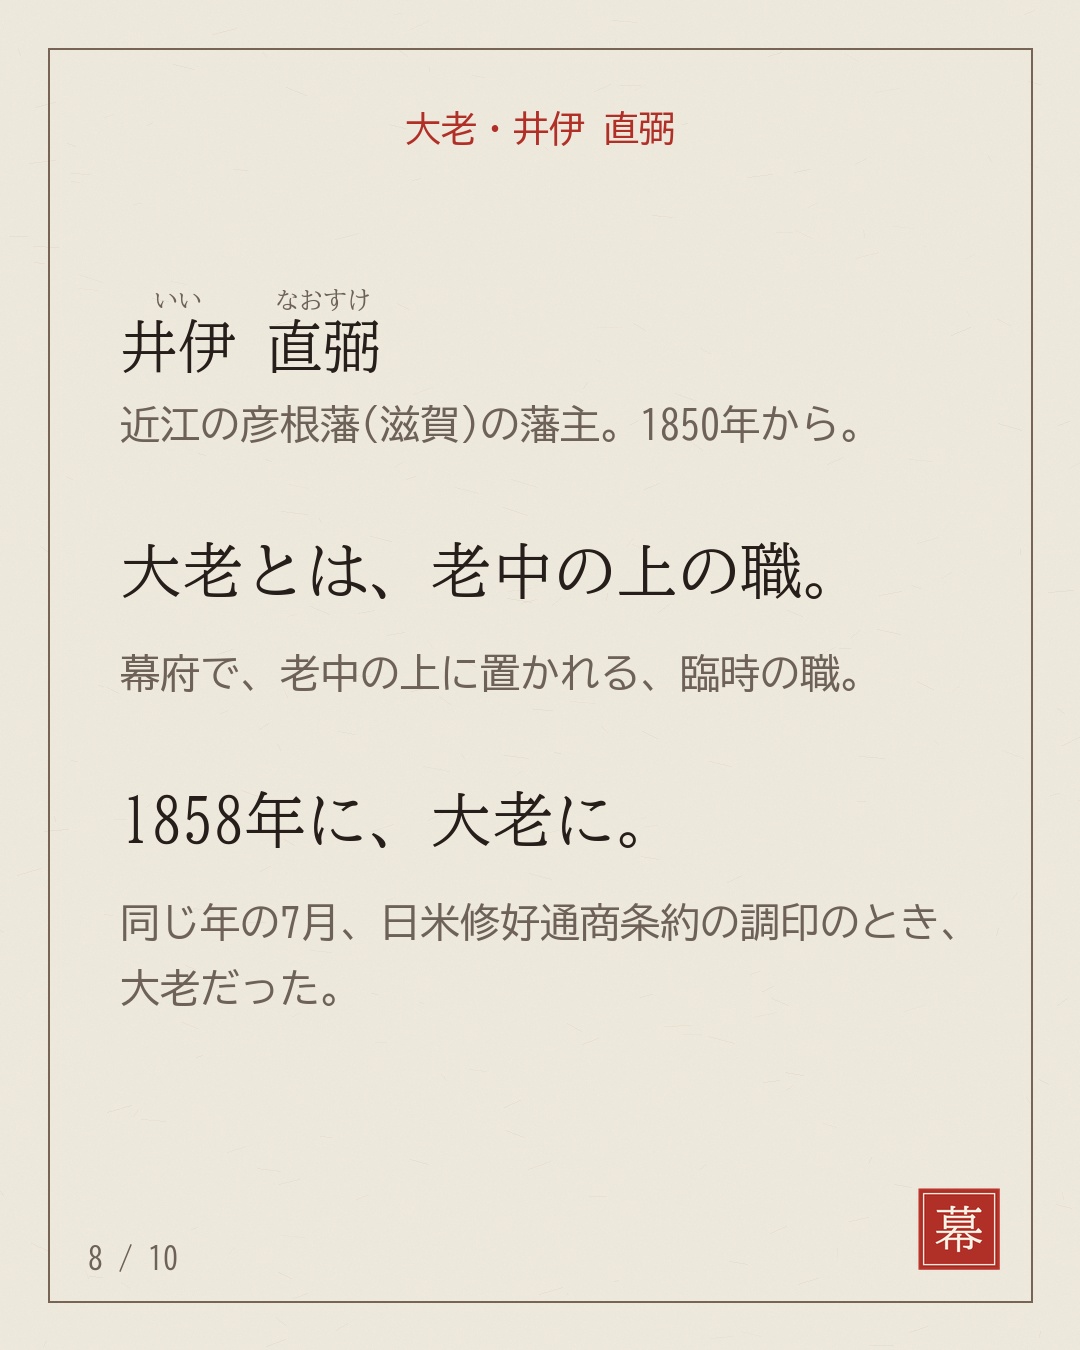 大老・井伊 直弼
いい なおすけ
井伊 直弼
近江の彦根藩(滋賀)の藩主。1850年から。
大老とは、老中の上の職。
幕府で、老中の上に置かれる、臨時の職。
1858年に、大老に。
同じ年の7月、日米修好通商条約の調印のとき、
大老だった。
8 / 10
幕